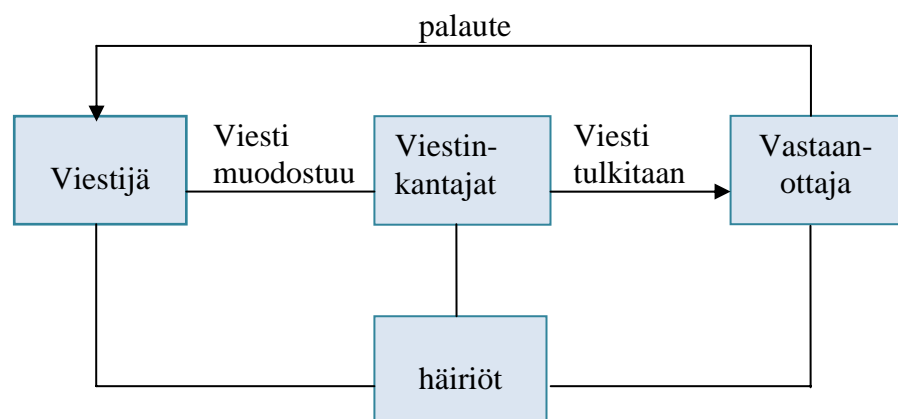 palaute
Viestijä
Viesti
muodostuu
Viestin-
kantajat
Viesti
tulkitaan
Vastaan-
ottaja
häiriöt